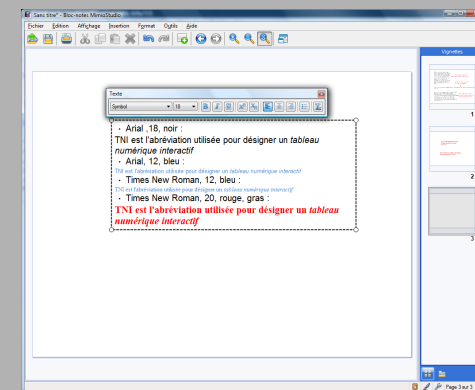 Sans titre* - Bloc-notes MimioStudio
Fichier Edition Affichage Insertion Format Outils Aide
Vignettes
Texte
Symbol 18
• Arial ,18, noir :
TNI est l'abréviation utilisée pour désigner un tableau
numérique interactif
• Arial, 12, bleu :
TNI est l'abréviation utilisée pour désigner un tableau numérique interactif
• Times New Roman, 12, bleu :
TNI est l'abréviation utilisée pour désigner un tableau numérique interactif
• Times New Roman, 20, rouge, gras :
TNI est l'abréviation utilisée pour désigner un tableau
numérique interactif
1
2
3
Page 3 sur 3